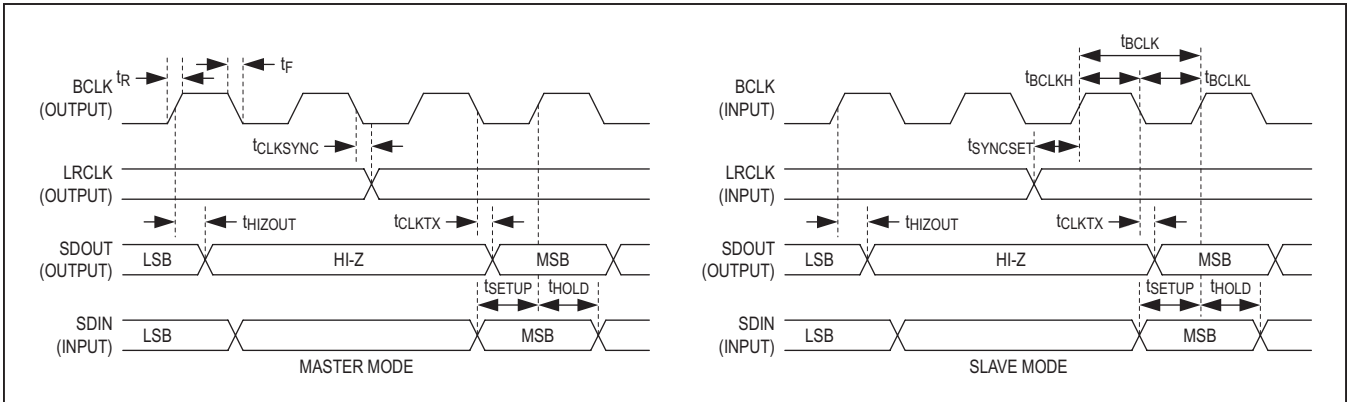 tR
tF
BCLK
(OUTPUT)
tCLKSYNC
LRCLK
(OUTPUT)
tHIZOUT
tCLKTX
SDOUT
(OUTPUT)
LSB
HI-Z
MSB
tSETUP
tHOLD
SDIN
(INPUT)
LSB
MSB
MASTER MODE
tBCLK
tBCLKH
tBCLKL
BCLK
(INPUT)
tSYNCSET
LRCLK
(INPUT)
tHIZOUT
tCLKTX
SDOUT
(OUTPUT)
LSB
HI-Z
MSB
tSETUP
tHOLD
SDIN
(INPUT)
LSB
MSB
SLAVE MODE